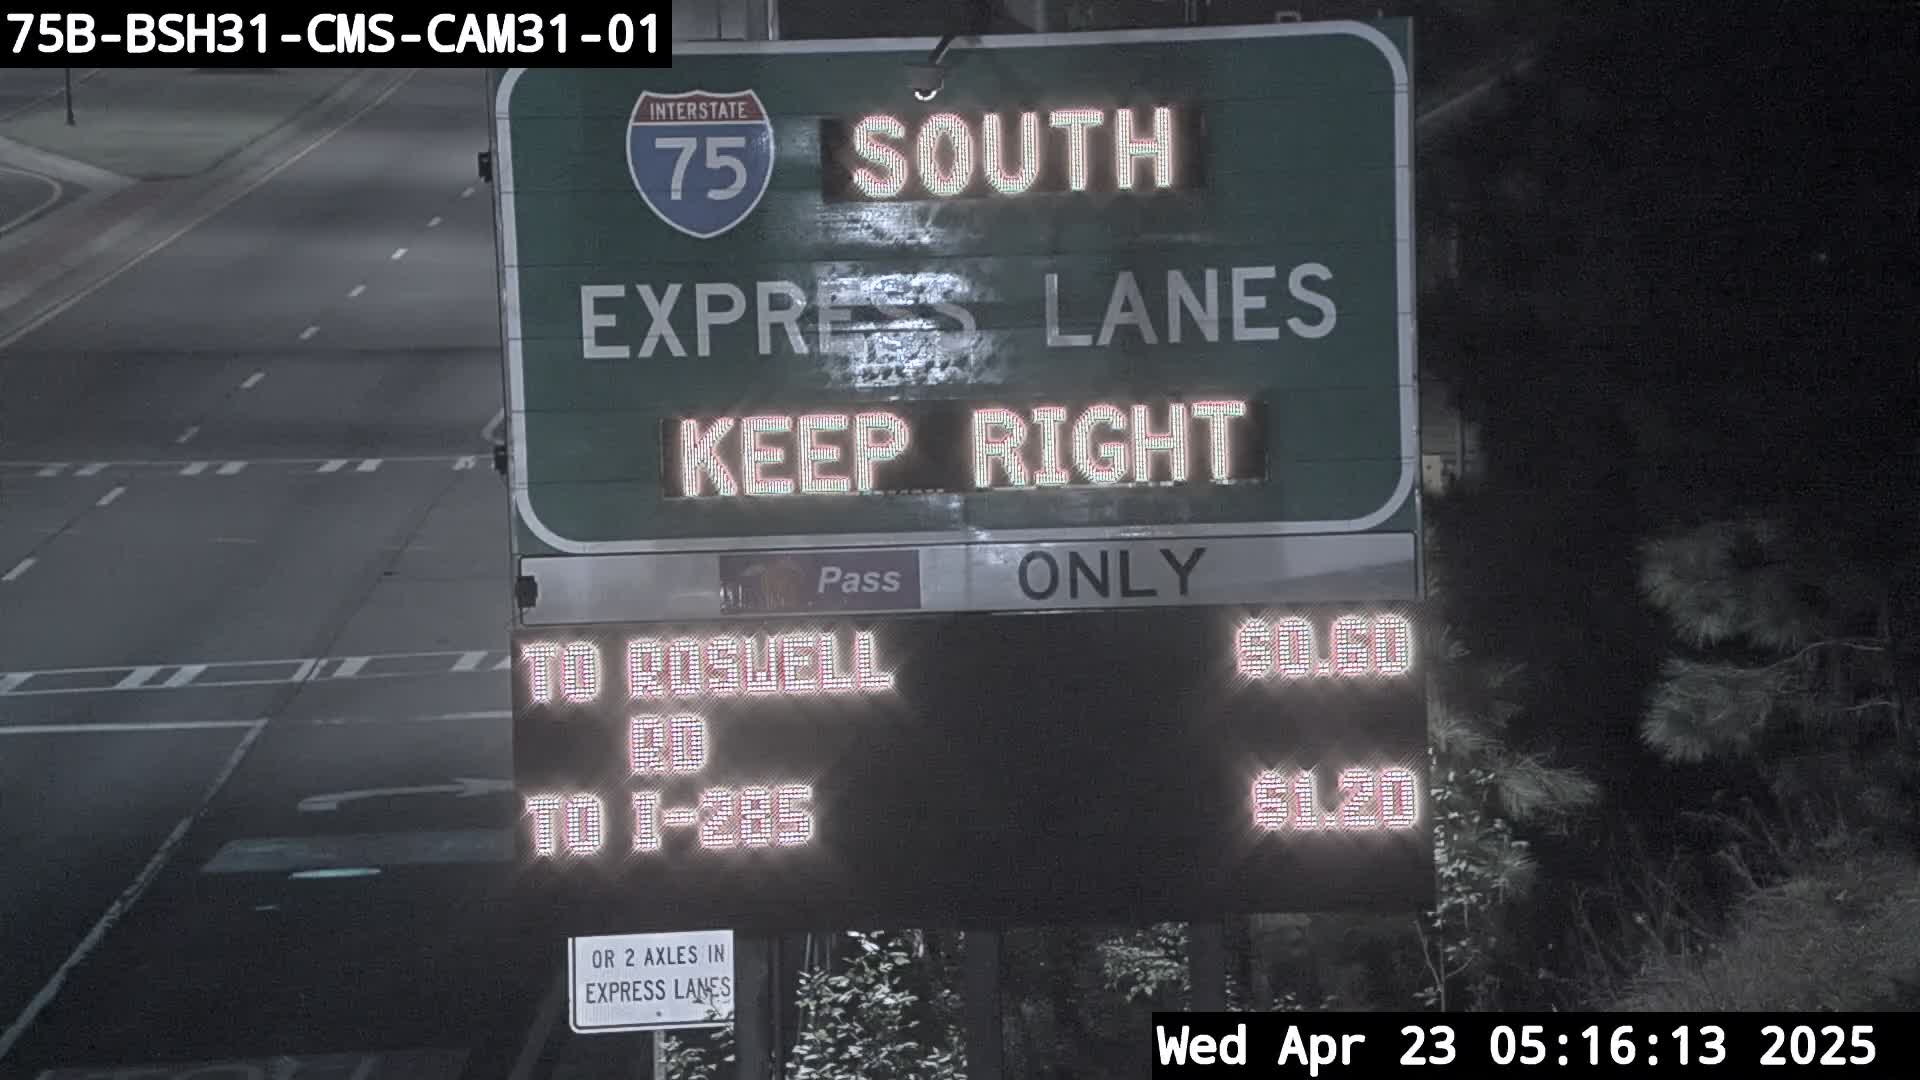 75B-BSH31-CMS-CAM31-01
INTERSTATE
75
SOUTH
EXPRESS LANES
KEEP RIGHT
Pass ONLY
TO ROSWELL $0.60
RD
TO I-285 $1.20
OR 2 AXLES IN
EXPRESS LANES
Wed Apr 23 05:16:13 2025